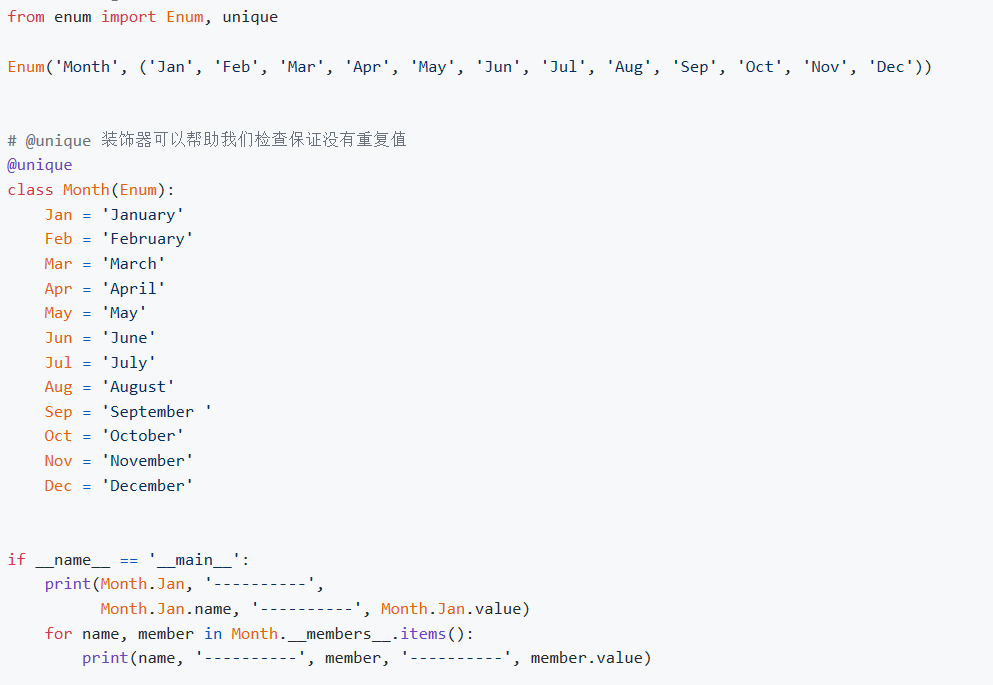 from enum import Enum, unique
Enum('Month', ('Jan', 'Feb', 'Mar', 'Apr', 'May', 'Jun', 'Jul', 'Aug', 'Sep', 'Oct', 'Nov', 'Dec'))
# @unique 装饰器可以帮助我们检查保证没有重复值
@unique
class Month(Enum):
    Jan = 'January'
    Feb = 'February'
    Mar = 'March'
    Apr = 'April'
    May = 'May'
    Jun = 'June'
    Jul = 'July'
    Aug = 'August'
    Sep = 'September '
    Oct = 'October'
    Nov = 'November'
    Dec = 'December'
if __name__ == '__main__':
    print(Month.Jan, '----------',
          Month.Jan.name, '----------', Month.Jan.value)
    for name, member in Month.__members__.items():
        print(name, '----------', member, '----------', member.value)